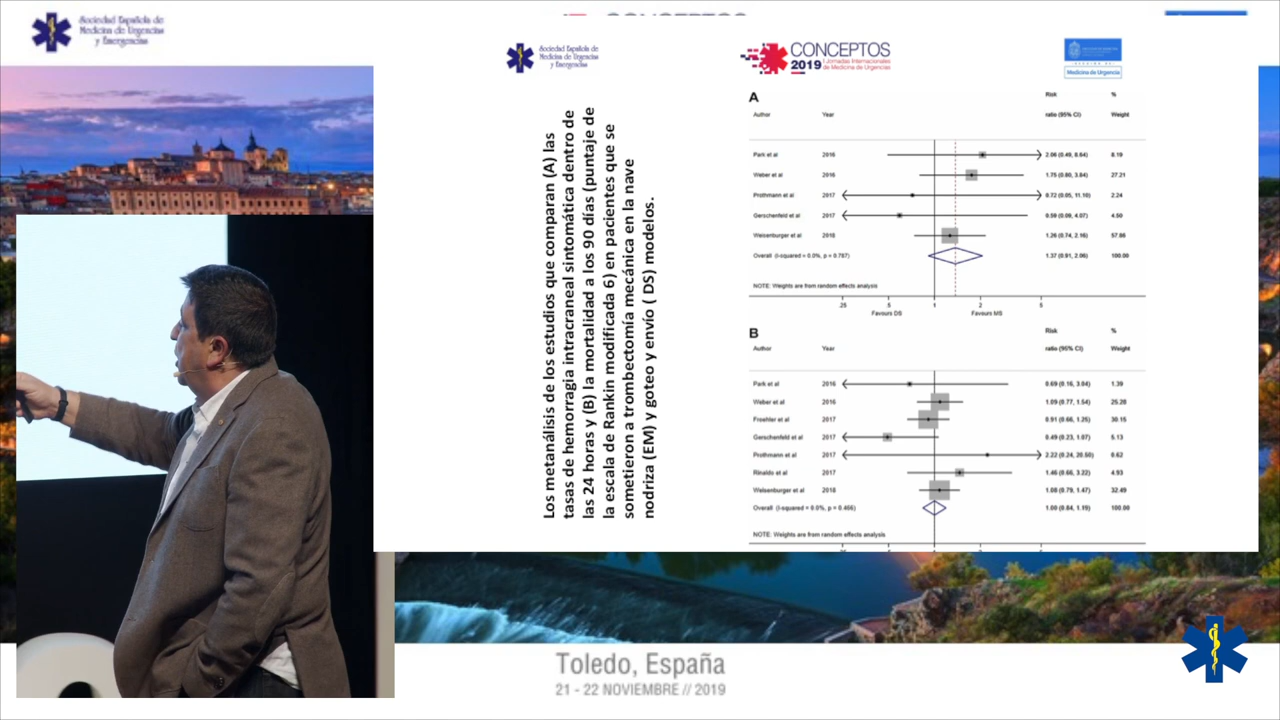 Sociedad Española de
Medicina de Urgencias
y Emergencias
CONCEPTOS
Sociedad Española de
Medicina de Urgencias
y Emergencias
CONCEPTOS
2019 I Jornadas Internacionales
de Medicina de Urgencias
Medicina de Urgencia
Los metanálisis de los estudios que comparan (A) las
tasas de hemorragia intracraneal sintomática dentro de
las 24 horas y (B) la mortalidad a los 90 días (puntaje de
la escala de Rankin modificada 6) en pacientes que se
sometieron a trombectomía mecánica en la nave
nodriza (EM) y goteo y envío ( DS) modelos.
A
Risk %
Author Year ratio (95% CI) Weight
Park et al 2016 2.06 (0.49, 8.64) 8.19
Weber et al 2016 1.75 (0.80, 3.84) 27.21
Prothmann et al 2017 0.72 (0.05, 11.10) 2.24
Gerschenfeld et al 2017 0.59 (0.09, 4.07) 4.50
Weisenburger et al 2018 1.26 (0.74, 2.16) 57.86
Overall (I-squared = 0.0%, p = 0.787) 1.37 (0.91, 2.06) 100.00
NOTE: Weights are from random effects analysis
.25 .5 1 2 5
Favours DS Favours MS
B
Risk %
Author Year ratio (95% CI) Weight
Park et al 2016 0.69 (0.16, 3.04) 1.39
Weber et al 2016 1.09 (0.77, 1.54) 25.28
Froehler et al 2017 0.91 (0.66, 1.25) 30.15
Gerschenfeld et al 2017 0.49 (0.23, 1.07) 5.13
Prothmann et al 2017 2.22 (0.24, 20.50) 0.62
Rinaldo et al 2017 1.46 (0.66, 3.22) 4.93
Weisenburger et al 2018 1.08 (0.79, 1.47) 32.49
Overall (I-squared = 0.0%, p = 0.466) 1.00 (0.84, 1.19) 100.00
NOTE: Weights are from random effects analysis
Toledo, España
21 - 22 NOVIEMBRE // 2019